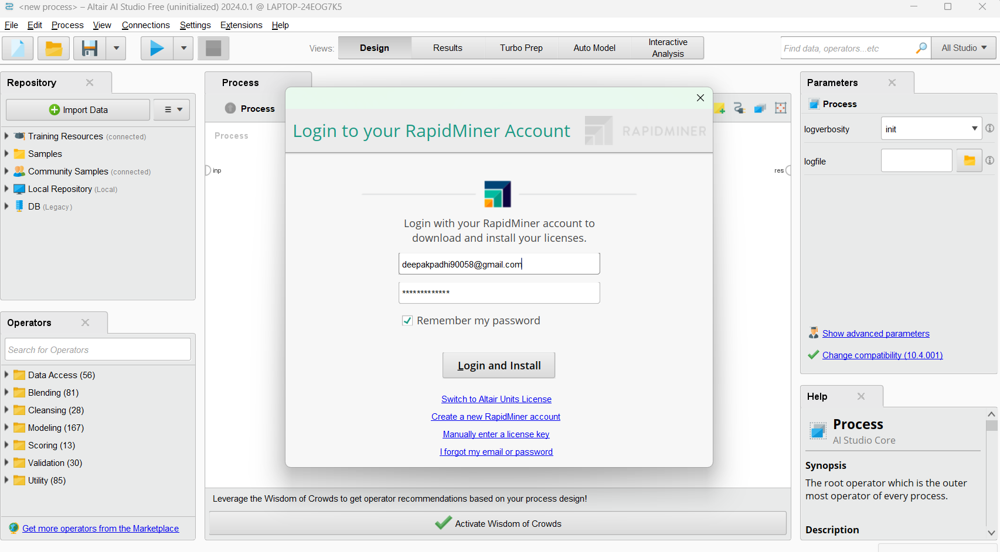 <new process> – Altair AI Studio Free (uninitialized) 2024.0.1 @ LAPTOP-24EOG7K5
File Edit Process View Connections Settings Extensions Help
Views: Design Results Turbo Prep Auto Model Interactive Analysis
Find data, operators...etc All Studio
Repository
Import Data
Training Resources (connected)
Samples
Community Samples (connected)
Local Repository (Local)
DB (Legacy)
Operators
Search for Operators
Data Access (56)
Blending (81)
Cleansing (28)
Modeling (167)
Scoring (13)
Validation (30)
Utility (85)
Get more operators from the Marketplace
Process
Process
Process
inp
res
Login to your RapidMiner Account RAPIDMINER
Login with your RapidMiner account to
download and install your licenses.
deepakpadhi90058@gmail.com
*************
Remember my password
Login and Install
Switch to Altair Units License
Create a new RapidMiner account
Manually enter a license key
I forgot my email or password
Leverage the Wisdom of Crowds to get operator recommendations based on your process design!
Activate Wisdom of Crowds
Parameters
Process
logverbosity init
logfile
Show advanced parameters
Change compatibility (10.4.001)
Help
Process
AI Studio Core
Synopsis
The root operator which is the outer
most operator of every process.
Description